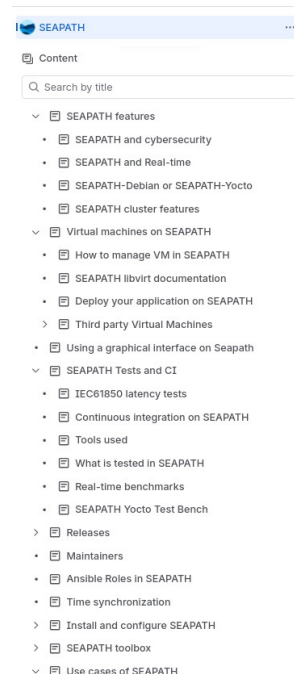 SEAPATH
Content
Search by title
SEAPATH features
SEAPATH and cybersecurity
SEAPATH and Real-time
SEAPATH-Debian or SEAPATH-Yocto
SEAPATH cluster features
Virtual machines on SEAPATH
How to manage VM in SEAPATH
SEAPATH libvirt documentation
Deploy your application on SEAPATH
Third party Virtual Machines
Using a graphical interface on Seapath
SEAPATH Tests and CI
IEC61850 latency tests
Continuous integration on SEAPATH
Tools used
What is tested in SEAPATH
Real-time benchmarks
SEAPATH Yocto Test Bench
Releases
Maintainers
Ansible Roles in SEAPATH
Time synchronization
Install and configure SEAPATH
SEAPATH toolbox
Use cases of SEAPATH